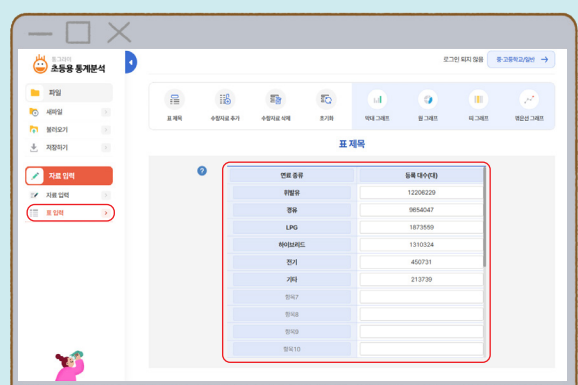 통그라미
초등용 통계분석
로그인 되지 않음
중·고등학교/일반 →
파일
새파일
불러오기
저장하기
자료 입력
자료 입력
표 입력
표 제목
수량자료 추가
수량자료 삭제
초기화
막대 그래프
원 그래프
띠 그래프
꺾은선 그래프
표 제목
?
연료 종류 등록 대수(대)
휘발유 12206229
경유 9654047
LPG 1873559
하이브리드 1310324
전기 450731
기타 213739
항목7
항목8
항목9
항목10